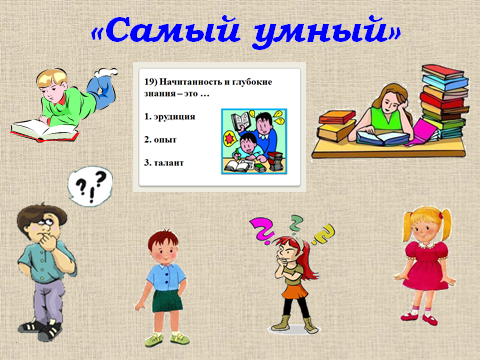 «Самый умный»
19) Начитанность и глубокие
знания – это …
1. эрудиция
2. опыт
3. талант
???
???